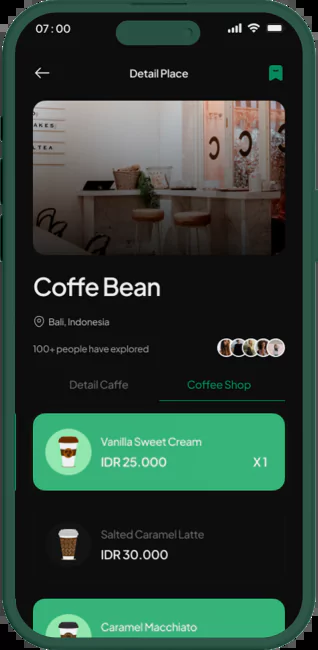 07:00
Detail Place
AKES:
LTEA
Coffe Bean
Bali, Indonesia
100+ people have explored
Detail Caffe
Coffee Shop
Vanilla Sweet Cream
IDR 25.000
X1
Salted Caramel Latte
IDR 30.000
Caramel Macchiato